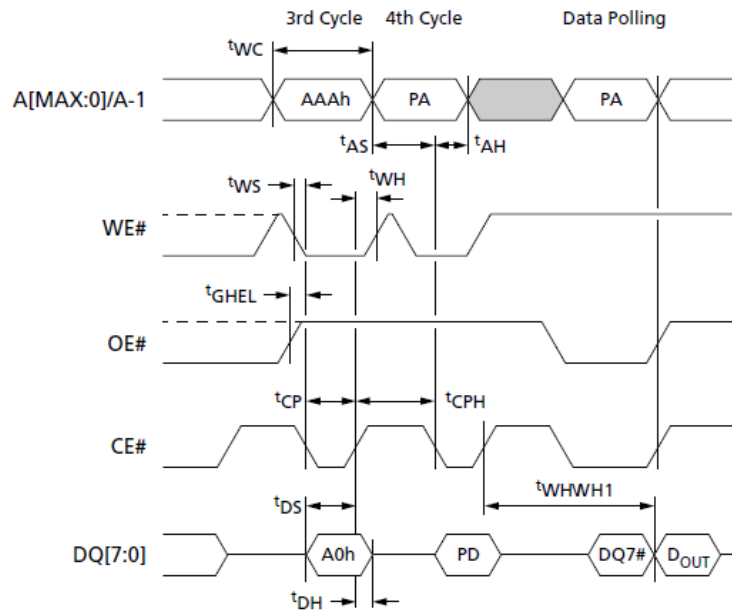 3rd Cycle 4th Cycle Data Polling
tWC
A[MAX:0]/A-1 AAAh PA PA
tAS tAH
tWS tWH
WE#
tGHEL
OE#
tCP tCPH
CE#
tWHWH1
tDS
DQ[7:0] A0h PD DQ7# DOUT
tDH